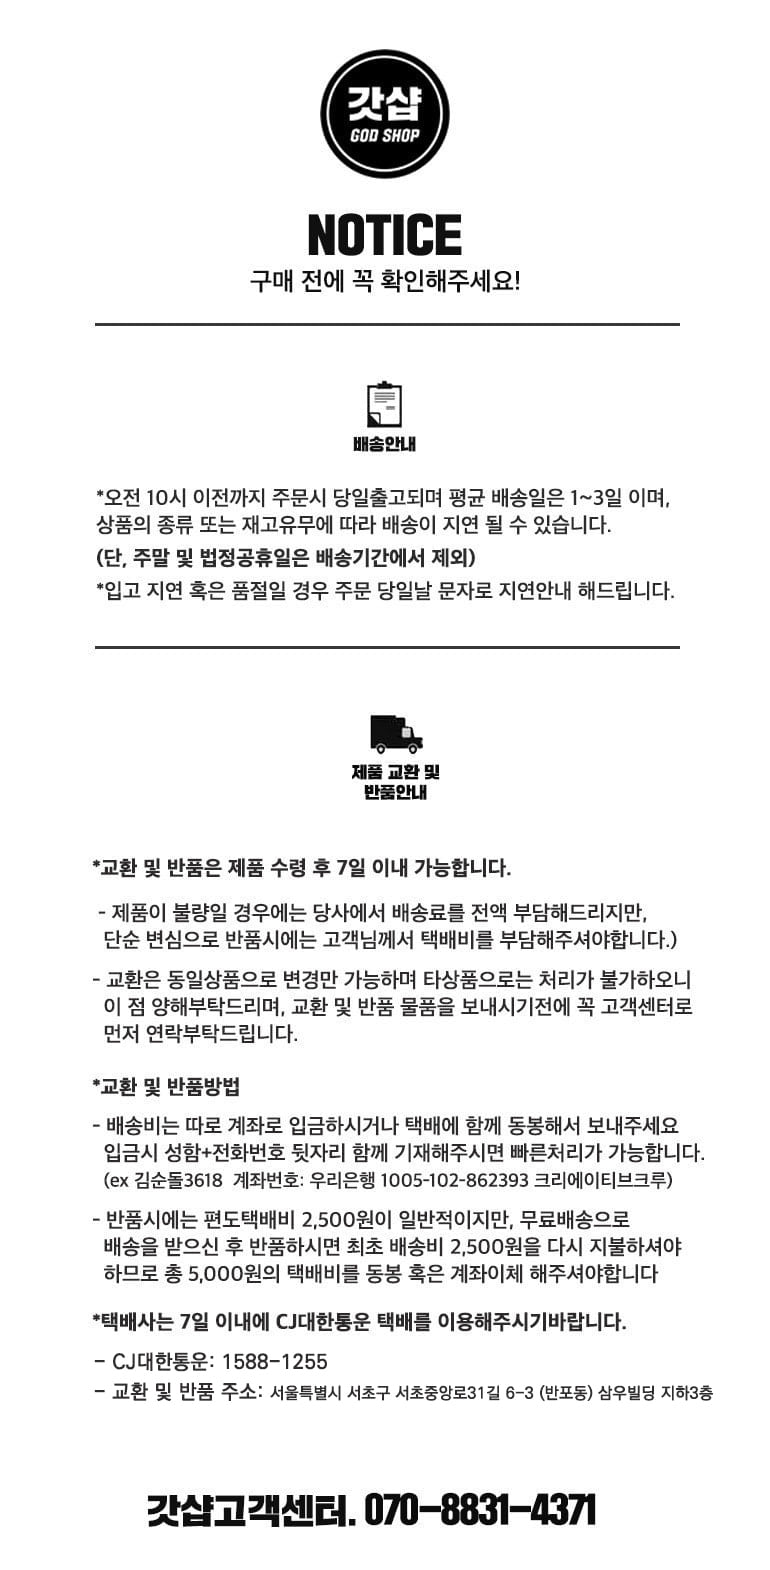 갓샵
GOD SHOP
NOTICE
구매 전에 꼭 확인해주세요!
배송안내
*오전 10시 이전까지 주문시 당일출고되며 평균 배송일은 1~3일 이며,
상품의 종류 또는 재고유무에 따라 배송이 지연 될 수 있습니다.
(단, 주말 및 법정공휴일은 배송기간에서 제외)
*입고 지연 혹은 품절일 경우 주문 당일날 문자로 지연안내 해드립니다.
제품 교환 및
반품안내
*교환 및 반품은 제품 수령 후 7일 이내 가능합니다.
- 제품이 불량일 경우에는 당사에서 배송료를 전액 부담해드리지만,
단순 변심으로 반품시에는 고객님께서 택배비를 부담해주셔야합니다.)
- 교환은 동일상품으로 변경만 가능하며 타상품으로는 처리가 불가하오니
이 점 양해부탁드리며, 교환 및 반품 물품을 보내시기전에 꼭 고객센터로
먼저 연락부탁드립니다.
*교환 및 반품방법
- 배송비는 따로 계좌로 입금하시거나 택배에 함께 동봉해서 보내주세요
입금시 성함+전화번호 뒷자리 함께 기재해주시면 빠른처리가 가능합니다.
(ex 김순돌3618 계좌번호: 우리은행 1005-102-862393 크리에이티브크루)
- 반품시에는 편도택배비 2,500원이 일반적이지만, 무료배송으로
배송을 받으신 후 반품하시면 최초 배송비 2,500원을 다시 지불하셔야
하므로 총 5,000원의 택배비를 동봉 혹은 계좌이체 해주셔야합니다
*택배사는 7일 이내에 CJ대한통운 택배를 이용해주시기바랍니다.
- CJ대한통운: 1588-1255
- 교환 및 반품 주소: 서울특별시 서초구 서초중앙로31길 6-3 (반포동) 삼우빌딩 지하3층
갓샵고객센터. 070-8831-4371